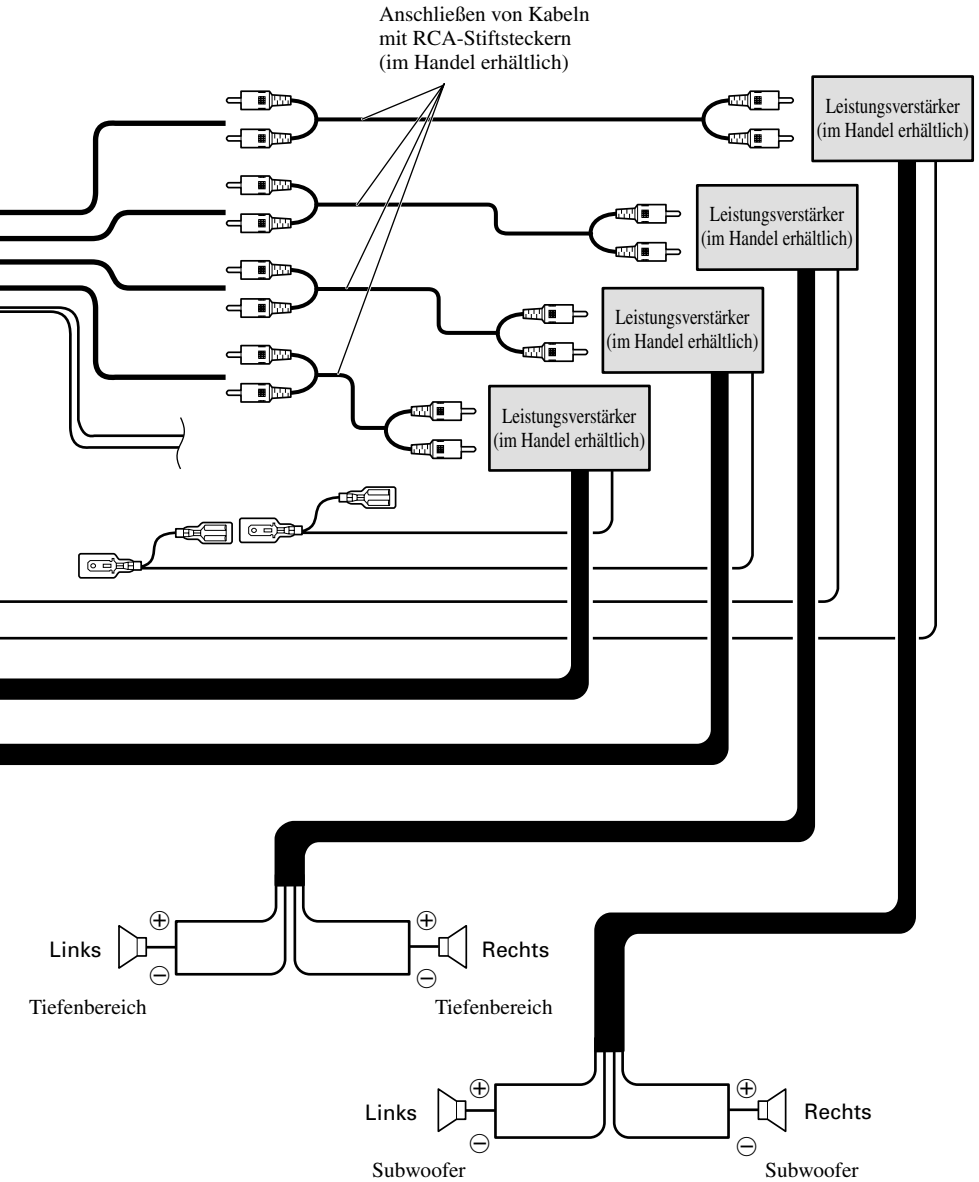 Anschließen von Kabeln
mit RCA-Stiftsteckern
(im Handel erhältlich)
Leistungsverstärker
(im Handel erhältlich)
Leistungsverstärker
(im Handel erhältlich)
Leistungsverstärker
(im Handel erhältlich)
Leistungsverstärker
(im Handel erhältlich)
+
+
Links
Rechts
−
−
Tiefenbereich
Tiefenbereich
+
+
Links
Rechts
−
−
Subwoofer
Subwoofer